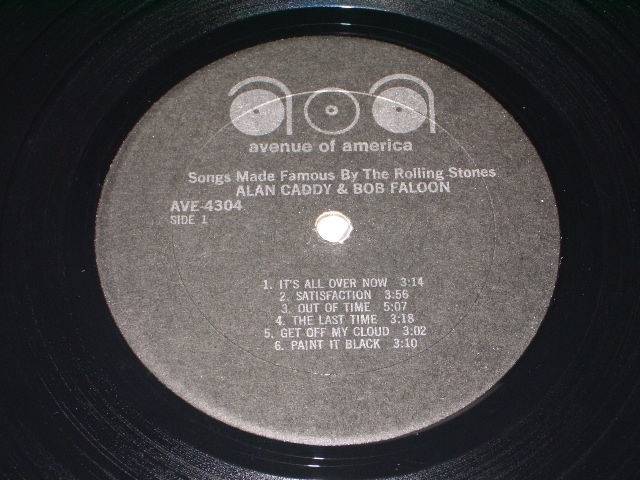 aoa
avenue of america
Songs Made Famous By The Rolling Stones
ALAN CADDY & BOB FALOON
AVE-4304
SIDE 1
1. IT'S ALL OVER NOW 3:14
2. SATISFACTION 3:56
3. OUT OF TIME 5:07
4. THE LAST TIME 3:18
5. GET OFF MY CLOUD 3:02
6. PAINT IT BLACK 3:10